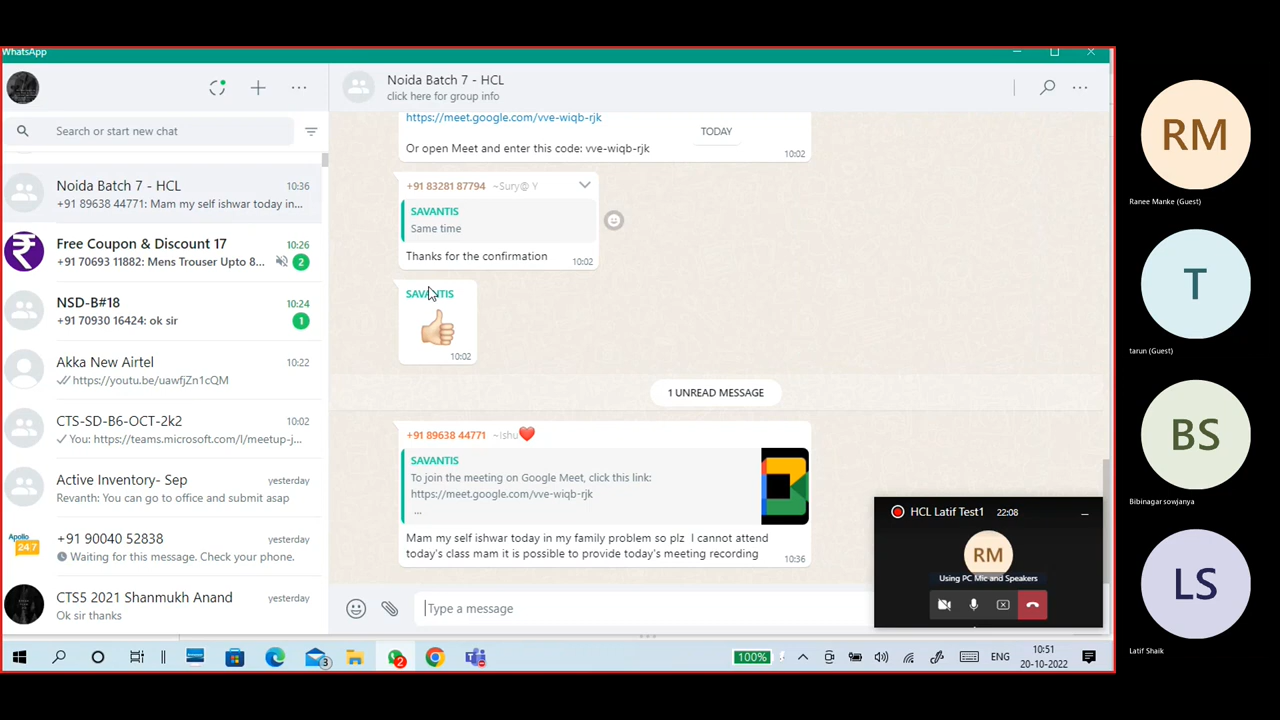 WhatsApp
Search or start new chat
Noida Batch 7 - HCL
10:36
+91 89638 44771: Mam my self ishwar today in...
Free Coupon & Discount 17
10:26
+91 70693 11882: Mens Trouser Upto 8...
2
NSD-B#18
10:24
+91 70930 16424: ok sir
1
Akka New Airtel
10:22
https://youtu.be/uawfjZn1cQM
CTS-SD-B6-OCT-2k2
10:02
You: https://teams.microsoft.com/l/meetup-j...
Active Inventory- Sep
yesterday
Revanth: You can go to office and submit asap
Apollo
24|7
+91 90040 52838
yesterday
Waiting for this message. Check your phone.
CTS5 2021 Shanmukh Anand
yesterday
Ok sir thanks
Noida Batch 7 - HCL
click here for group info
https://meet.google.com/vve-wiqb-rjk
TODAY
Or open Meet and enter this code: vve-wiqb-rjk
10:02
+91 83281 87794 ~Sury@ Y
SAVANTIS
Same time
Thanks for the confirmation
10:02
SAVANTIS
10:02
1 UNREAD MESSAGE
+91 89638 44771 ~Ishu❤️
SAVANTIS
To join the meeting on Google Meet, click this link:
https://meet.google.com/vve-wiqb-rjk
...
Mam my self ishwar today in my family problem so plz I cannot attend
today's class mam it is possible to provide today's meeting recording
10:36
Type a message
HCL Latif Test1 22:08
RM
Using PC Mic and Speakers
3
2
100%
ENG
10:51
20-10-2022
RM
Ranee Manke (Guest)
T
tarun (Guest)
BS
Bibinagar sowjanya
LS
Latif Shaik